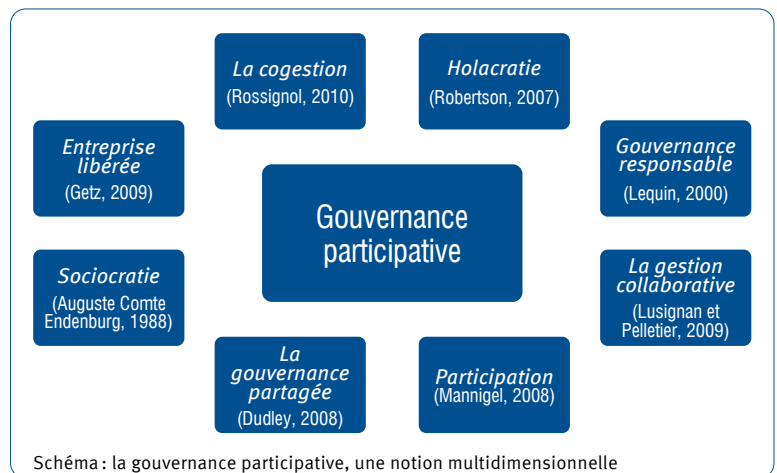 La cogestion
(Rossignol, 2010)
Holacratie
(Robertson, 2007)
Entreprise
libérée
(Getz, 2009)
Gouvernance
responsable
(Lequin, 2000)
Gouvernance
participative
Sociocratie
(Auguste Comte
Endenburg, 1988)
La gestion
collaborative
(Lusignan et
Pelletier, 2009)
La
gouvernance
partagée
(Dudley, 2008)
Participation
(Mannigel, 2008)
Schéma : la gouvernance participative, une notion multidimensionnelle